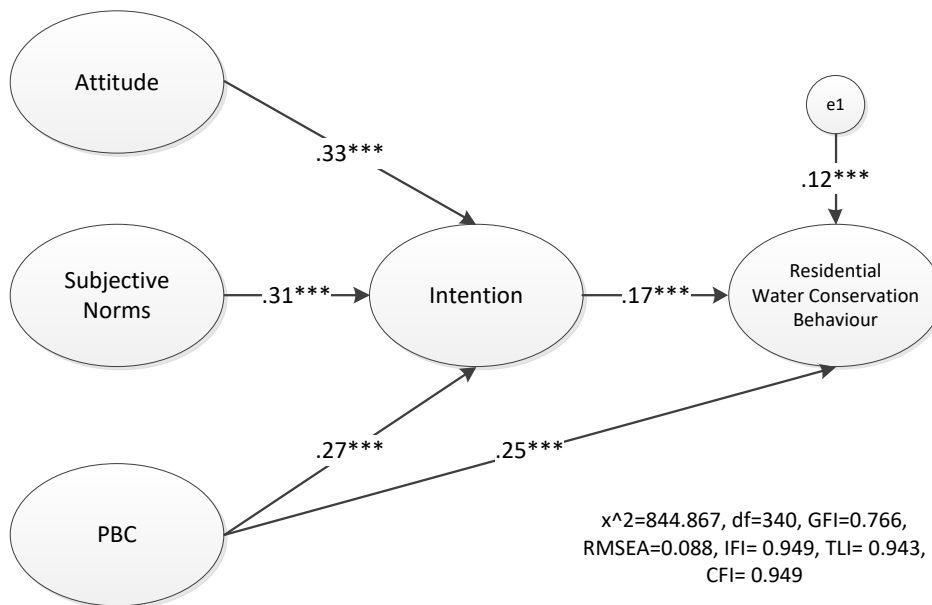 Attitude
e1
.33***
.12***
Subjective
Norms
.31***
Intention
.17***
Residential
Water Conservation
Behaviour
.27***
.25***
PBC
x^2=844.867, df=340, GFI=0.766,
RMSEA=0.088, IFI= 0.949, TLI= 0.943,
CFI= 0.949